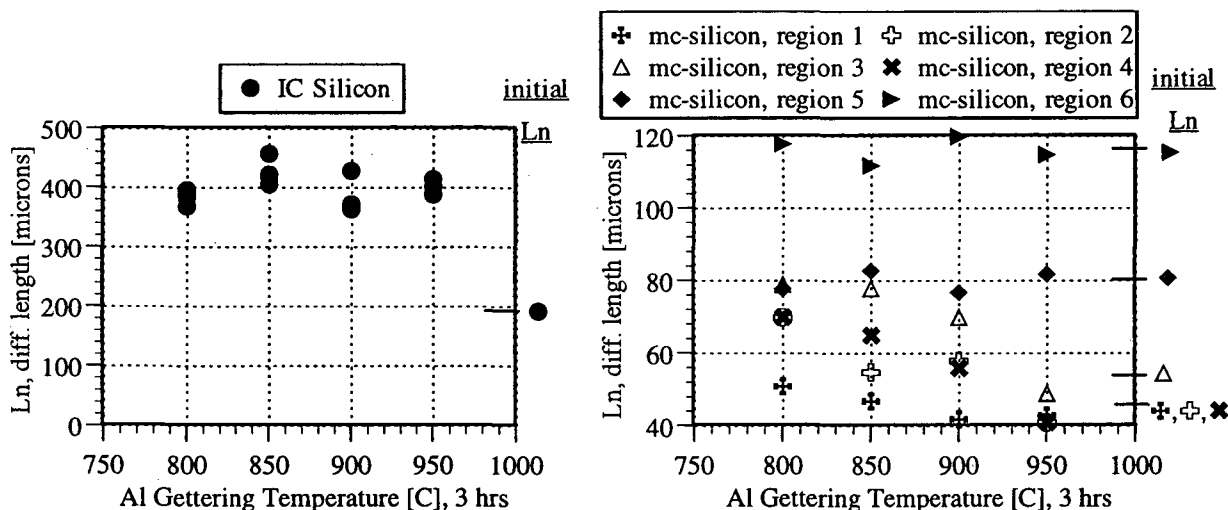 IC Silicon
initial
Ln
500
400
300
200
100
0
750 800 850 900 950 1000
Ln, diff. length [microns]
Al Gettering Temperature [C], 3 hrs
mc-silicon, region 1 mc-silicon, region 2
mc-silicon, region 3 mc-silicon, region 4
mc-silicon, region 5 mc-silicon, region 6
initial
Ln
120
100
80
60
40
750 800 850 900 950 1000
Ln, diff. length [microns]
Al Gettering Temperature [C], 3 hrs
, ,